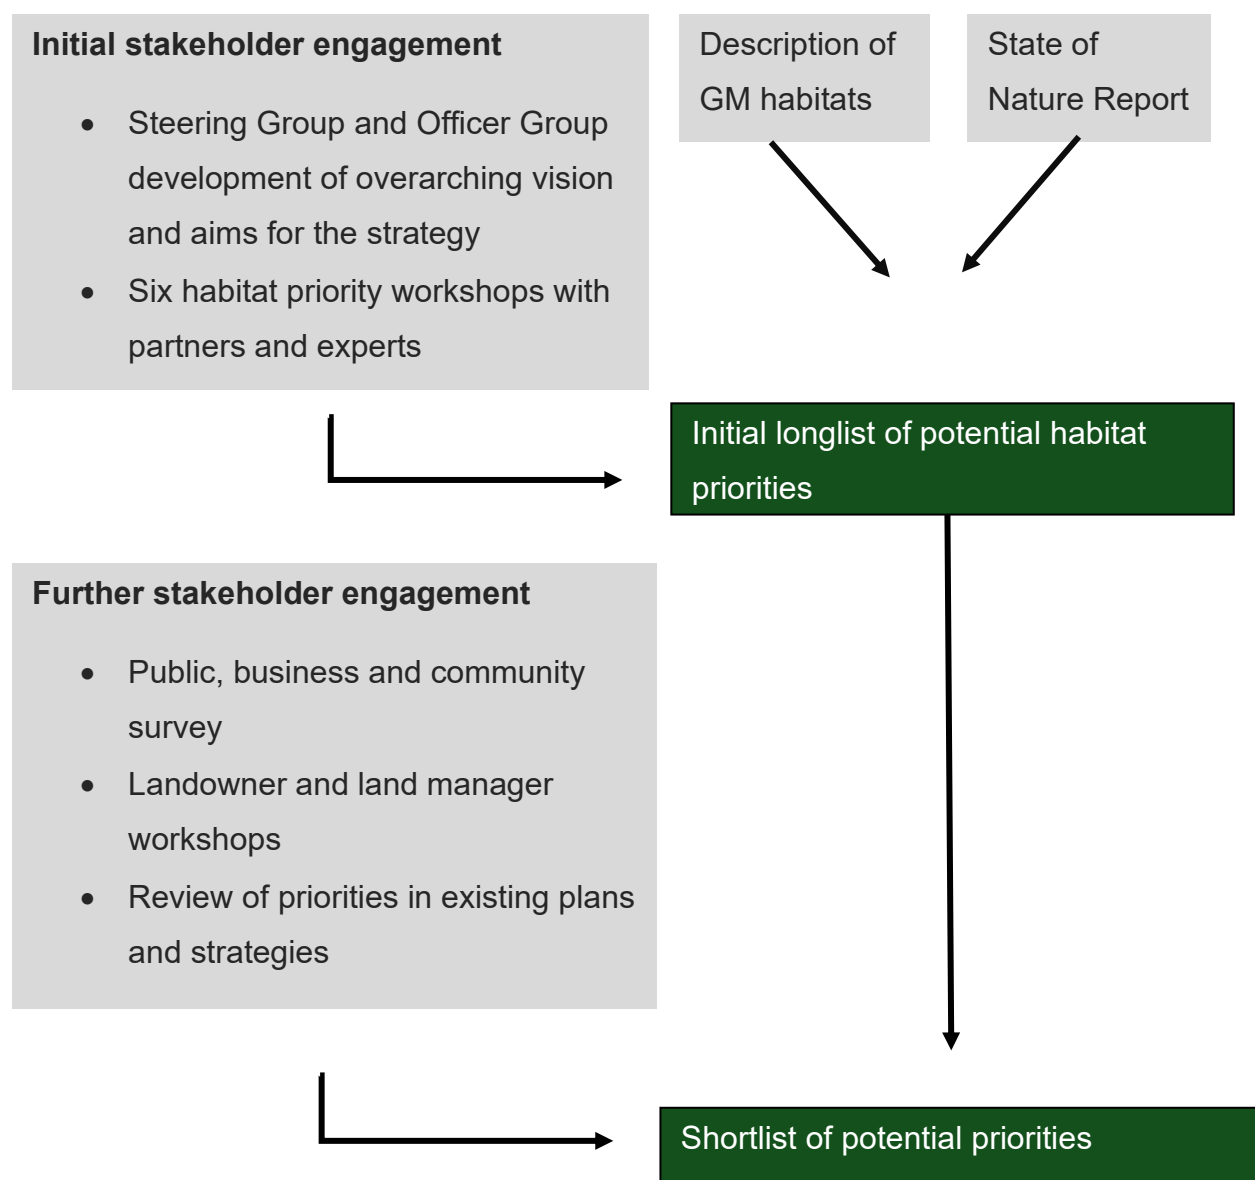 Initial stakeholder engagement
• Steering Group and Officer Group
development of overarching vision
and aims for the strategy
• Six habitat priority workshops with
partners and experts
Description of
GM habitats
State of
Nature Report
Initial longlist of potential habitat
priorities
Further stakeholder engagement
• Public, business and community
survey
• Landowner and land manager
workshops
• Review of priorities in existing plans
and strategies
Shortlist of potential priorities